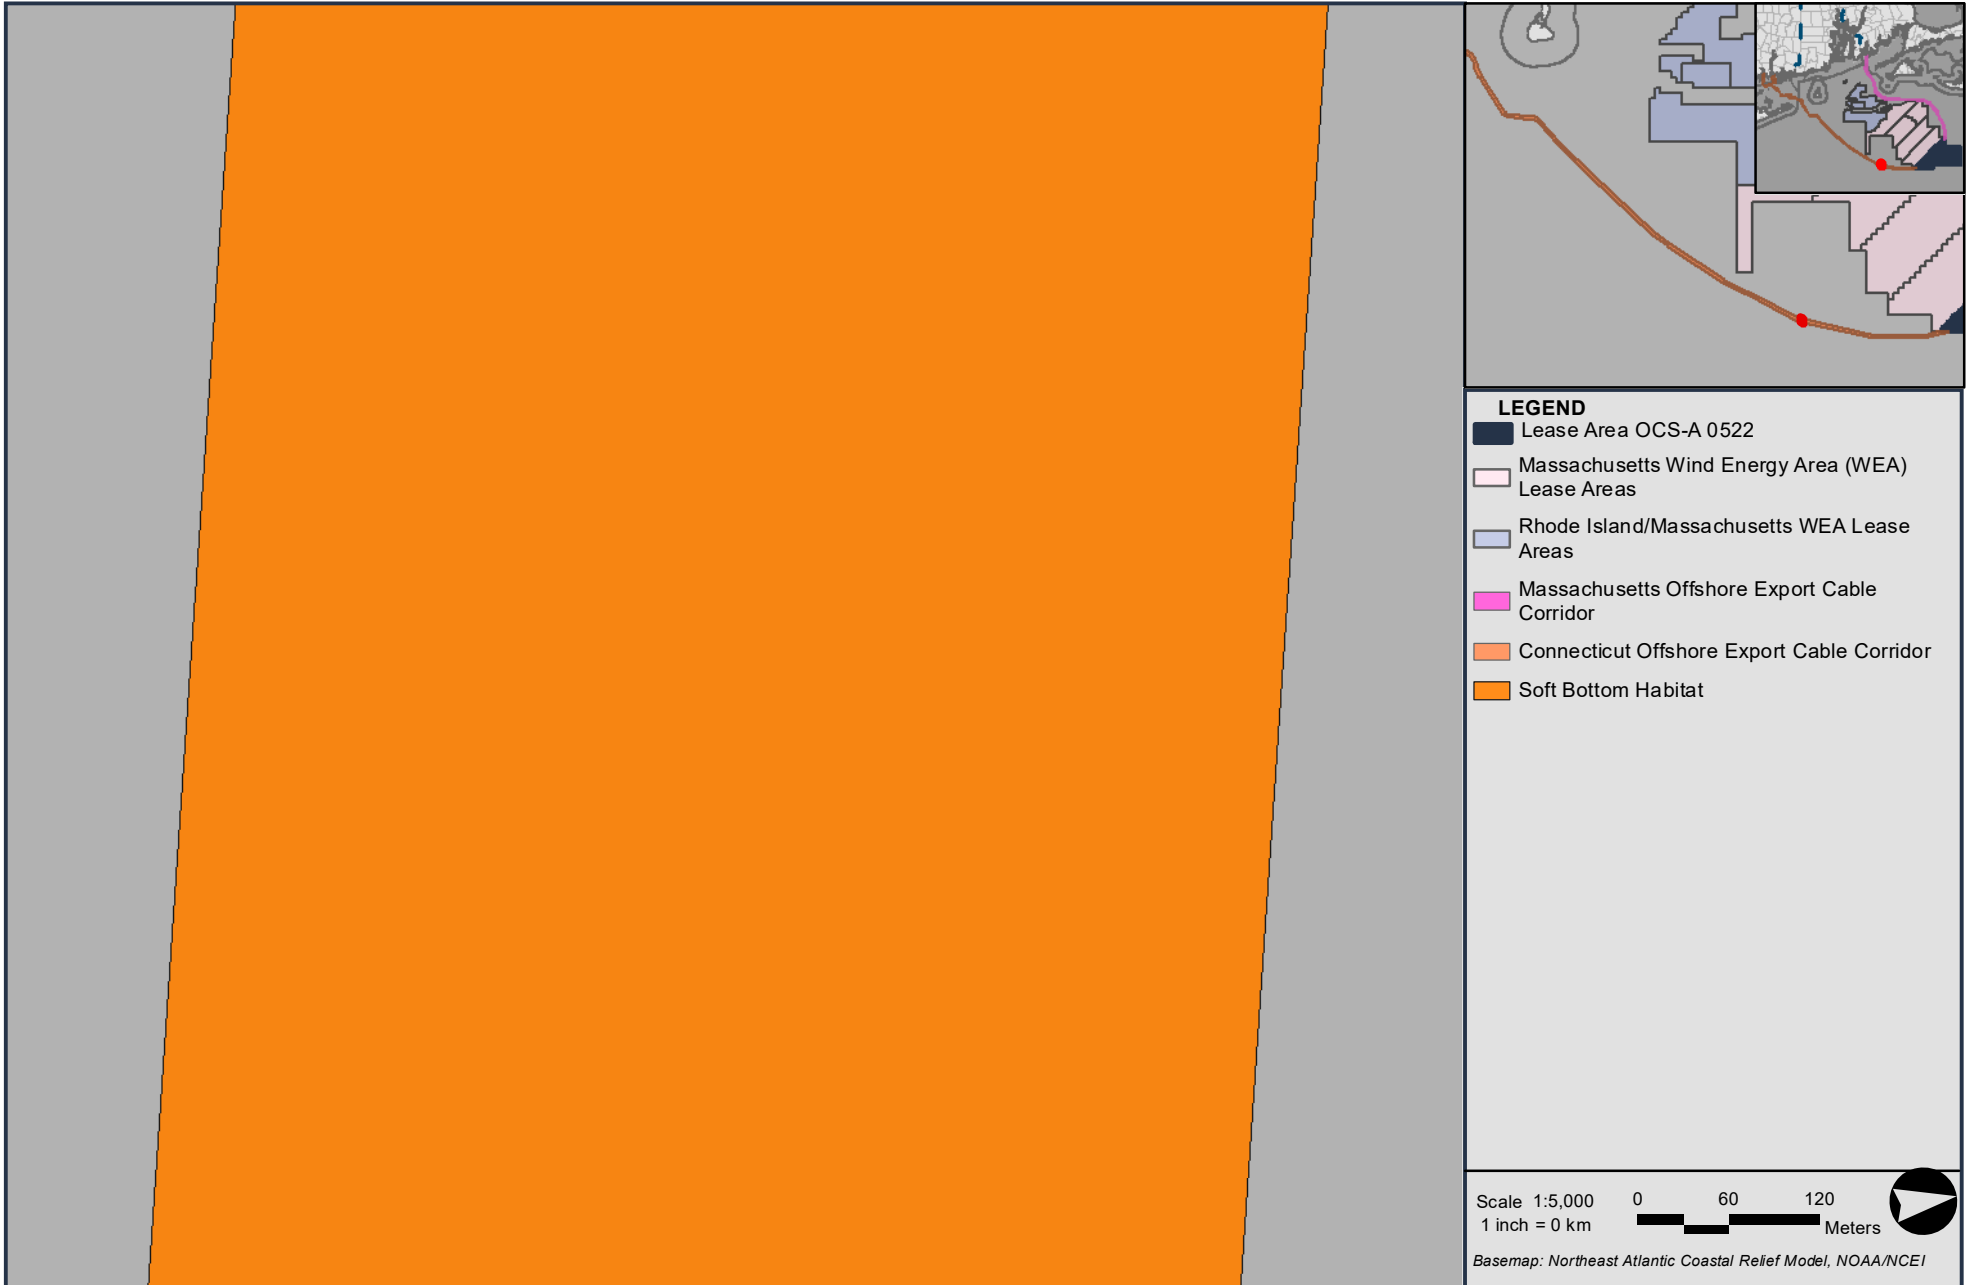 LEGEND
Lease Area OCS-A 0522
Massachusetts Wind Energy Area (WEA)
Lease Areas
Rhode Island/Massachusetts WEA Lease
Areas
Massachusetts Offshore Export Cable
Corridor
Connecticut Offshore Export Cable Corridor
Soft Bottom Habitat
Scale 1:5,000
1 inch = 0 km
0 60 120
Meters
Basemap: Northeast Atlantic Coastal Relief Model, NOAA/NCEI